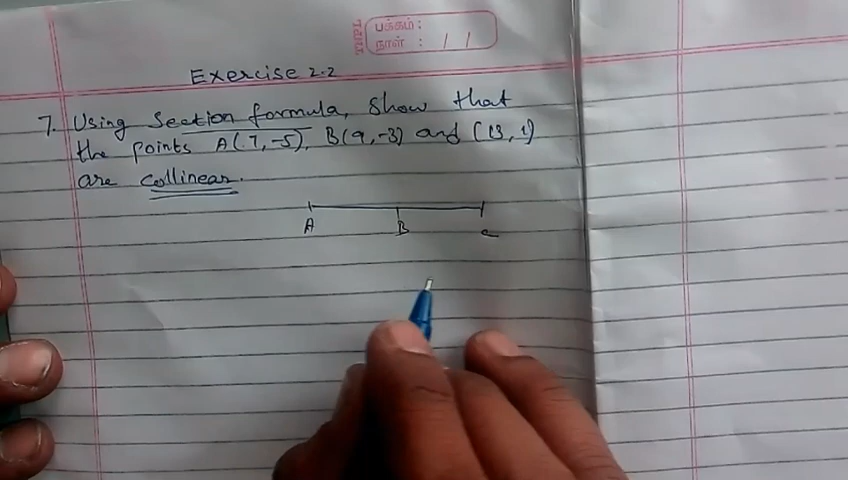 THPL
பக்கம் :
நாள் : / /
Exercise 2.2
7. Using Section formula, Show that
the points A(7,-5), B(9,-3) and (13,1)
are collinear.
A B C